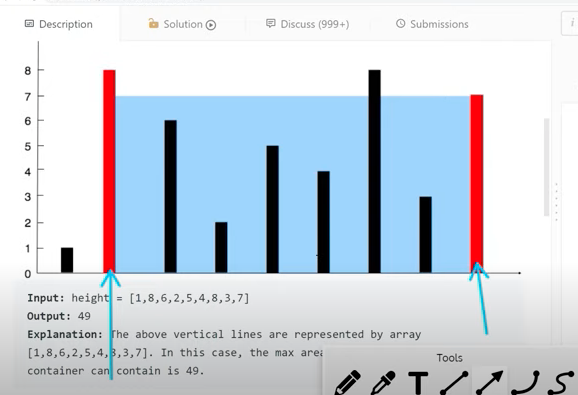 Description
Solution
Discuss (999+)
Submissions
i
8
7
6
5
4
3
2
1
0
Input: height = [1,8,6,2,5,4,8,3,7]
Output: 49
Explanation: The above vertical lines are represented by array
[1,8,6,2,5,4,8,3,7]. In this case, the max area
container can contain is 49.
Tools
T